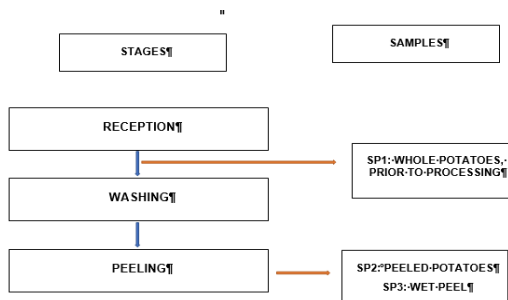 "
STAGES¶
SAMPLES¶
RECEPTION¶
SP1:·WHOLE·POTATOES,·
PRIOR·TO·PROCESSING¶
WASHING¶
PEELING¶
SP2:°PEELED·POTATOES¶
SP3:·WET·PEEL¶